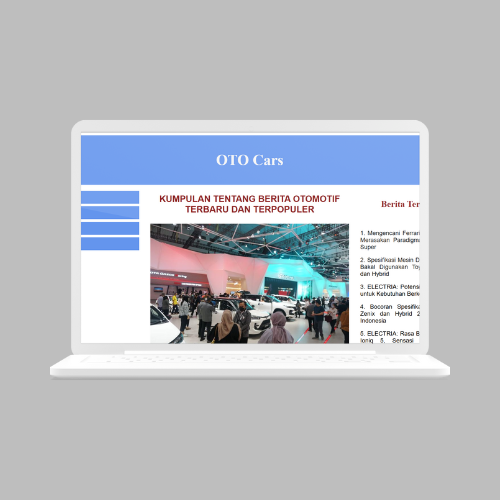 OTO Cars
KUMPULAN TENTANG BERITA OTOMOTIF
TERBARU DAN TERPOPULER
Berita Ter
1. Mengencani Ferrari
Merasakan Paradigma
Super
2. Spesifikasi Mesin D
Bakal Digunakan Toy
dan Hybrid
3. ELECTRIA: Potensi
untuk Kebutuhan Berke
4. Bocoran Spesifika
Zenix dan Hybrid 2
Indonesia
5. ELECTRIA: Rasa B
Ioniq 5, Sensasi